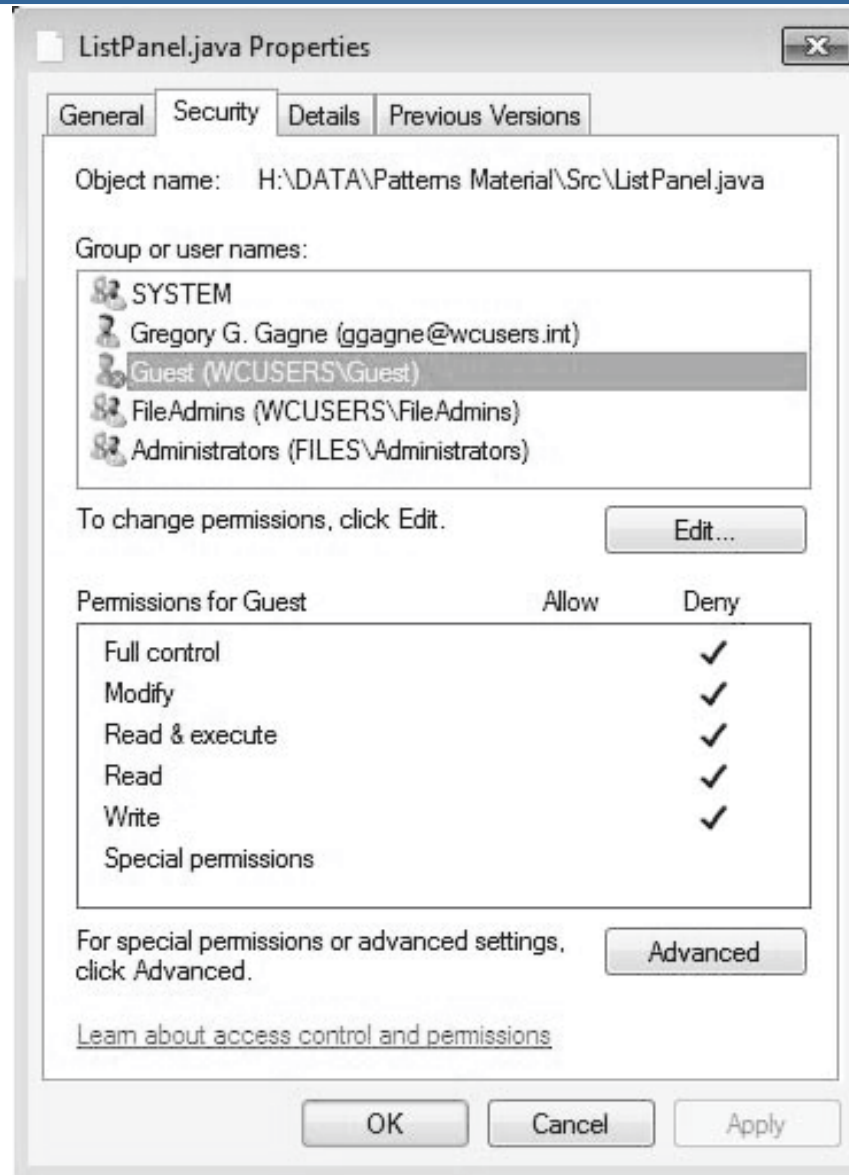 ListPanel.java Properties
General Security Details Previous Versions
Object name: H:\DATA\Patterns Material\Src\ListPanel.java
Group or user names:
SYSTEM
Gregory G. Gagne (ggagne@wcusers.int)
Guest (WCUSERS\Guest)
FileAdmins (WCUSERS\FileAdmins)
Administrators (FILES\Administrators)
To change permissions, click Edit.
Edit...
Permissions for Guest Allow Deny
Full control
Modify
Read & execute
Read
Write
Special permissions
For special permissions or advanced settings,
click Advanced.
Advanced
Learn about access control and permissions
OK Cancel Apply